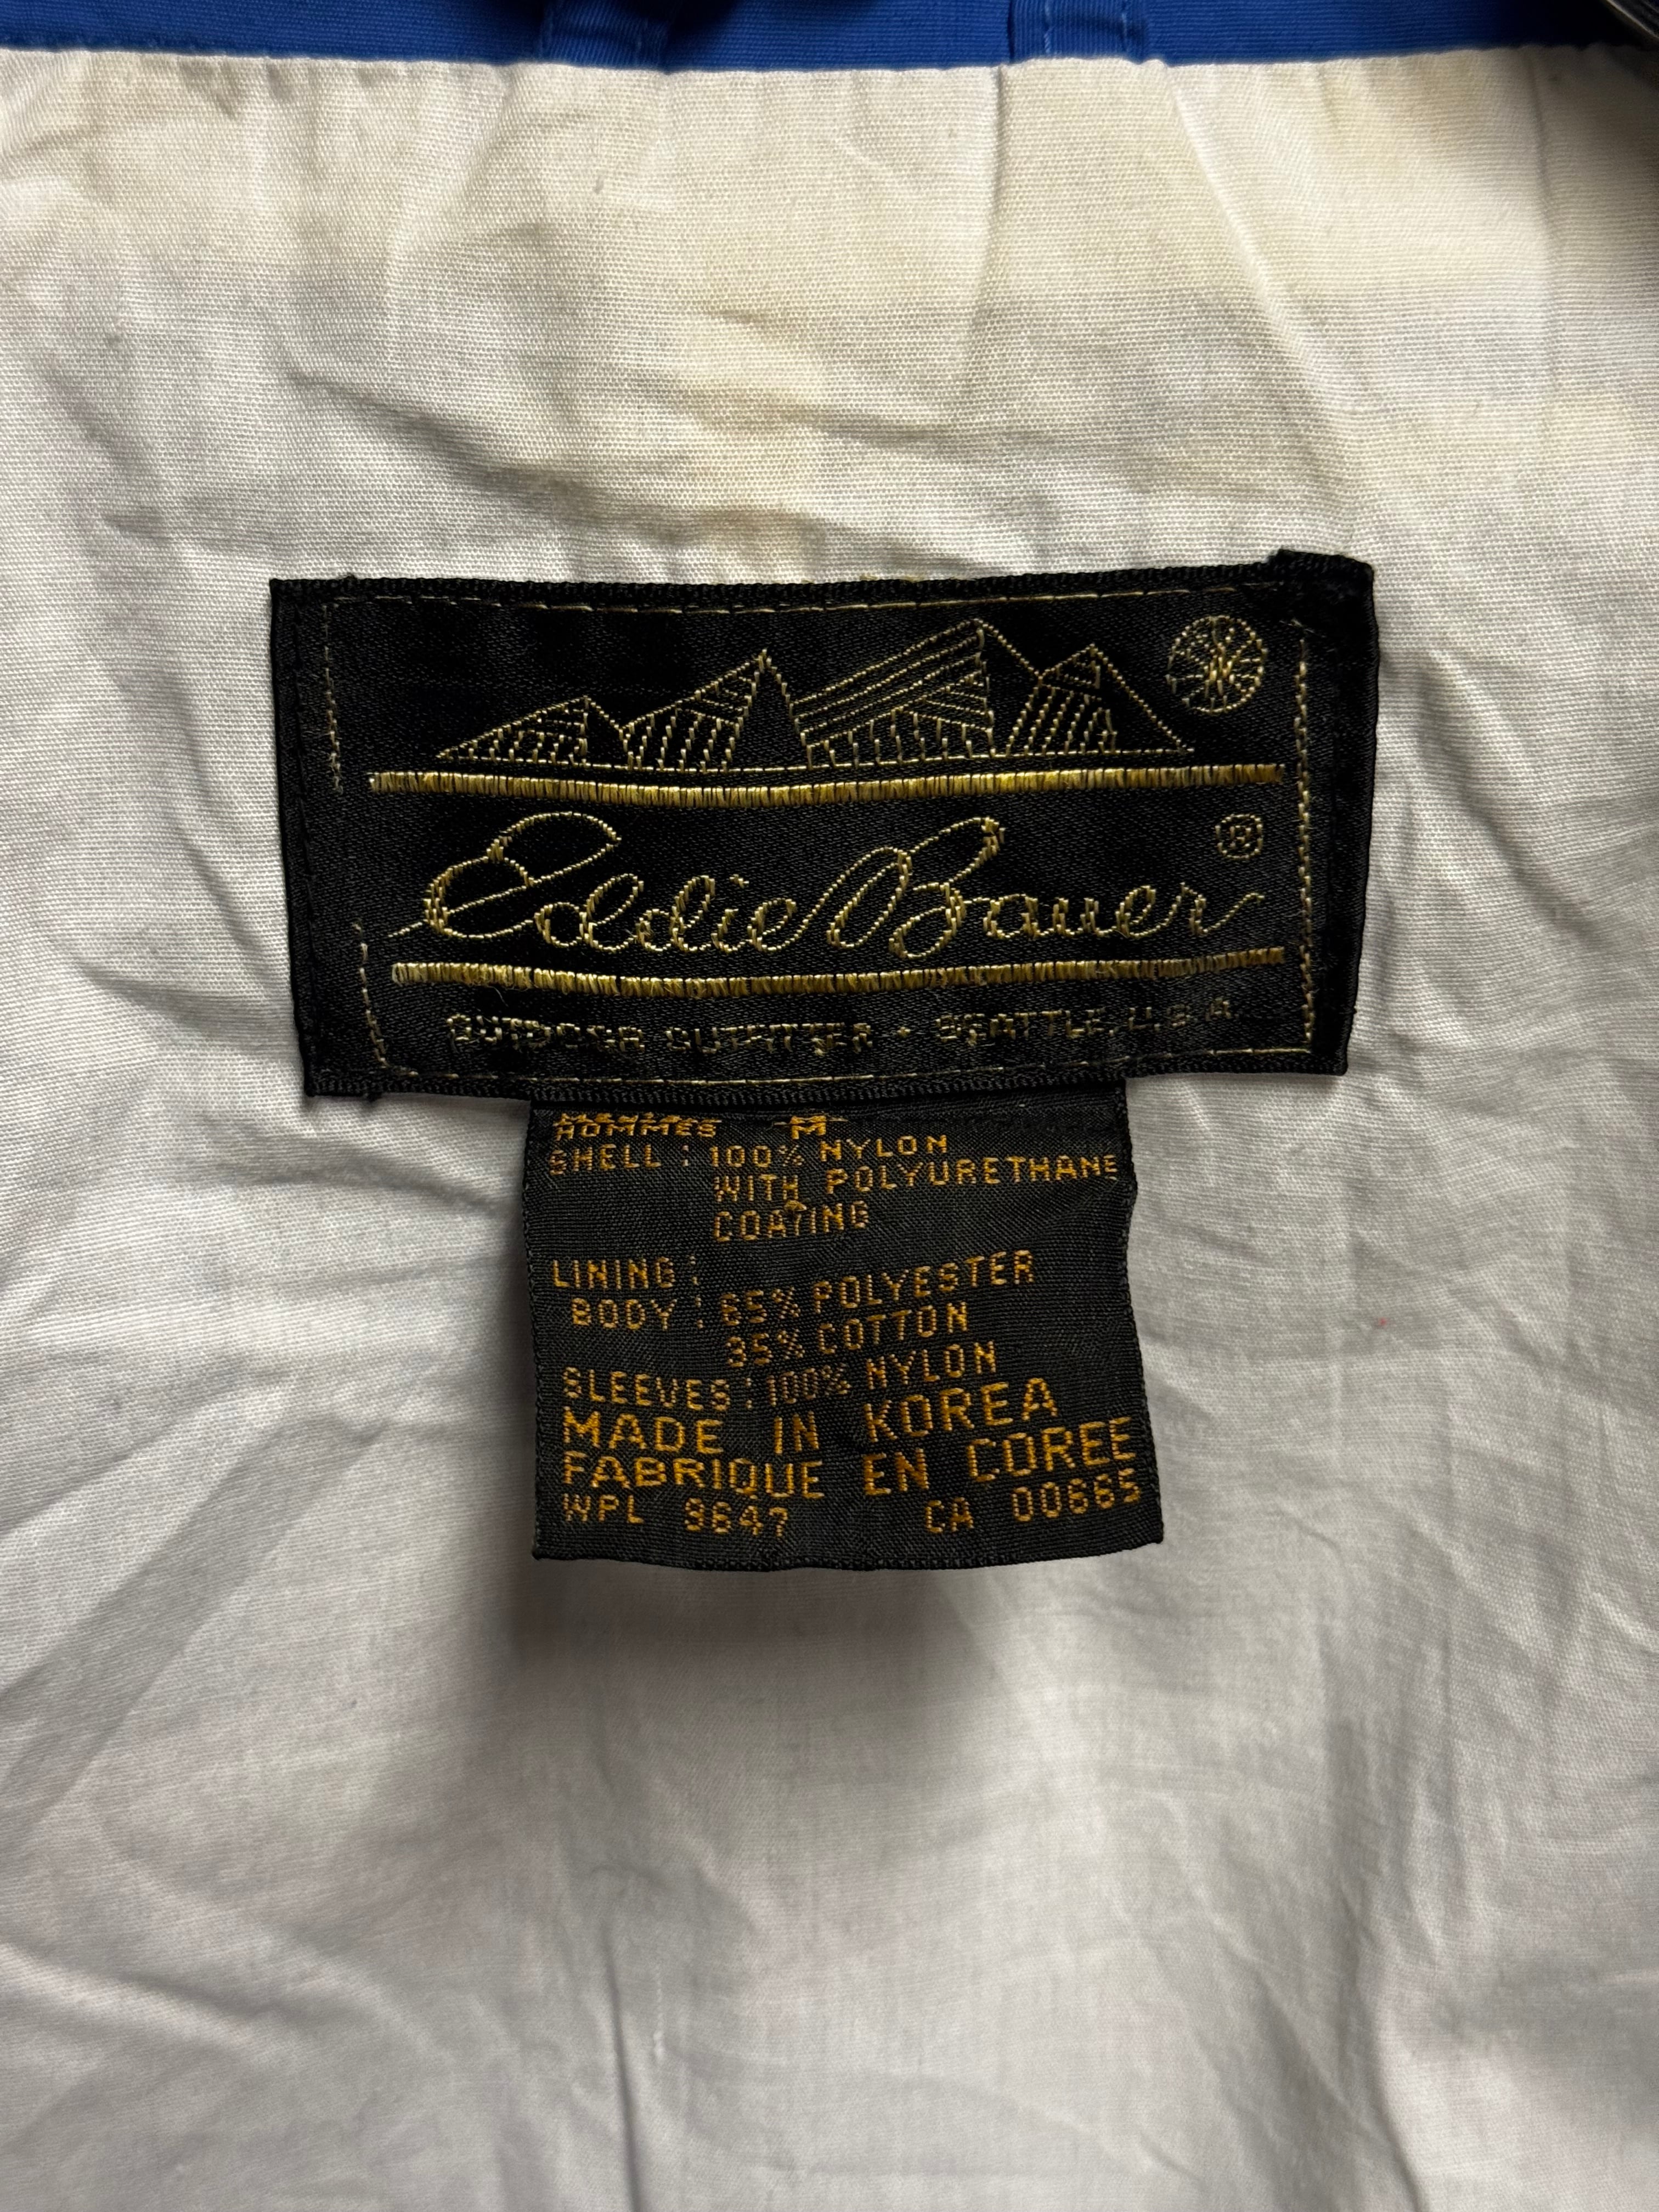 Eddie Bauer ®
OUTDOOR OUTFITTER • SEATTLE, U.S.A.
HOMMES M
SHELL : 100% NYLON
WITH POLYURETHANE
COATING
LINING :
BODY : 65% POLYESTER
35% COTTON
SLEEVES : 100% NYLON
MADE IN KOREA
FABRIQUE EN COREE
WPL 9647 CA 00665